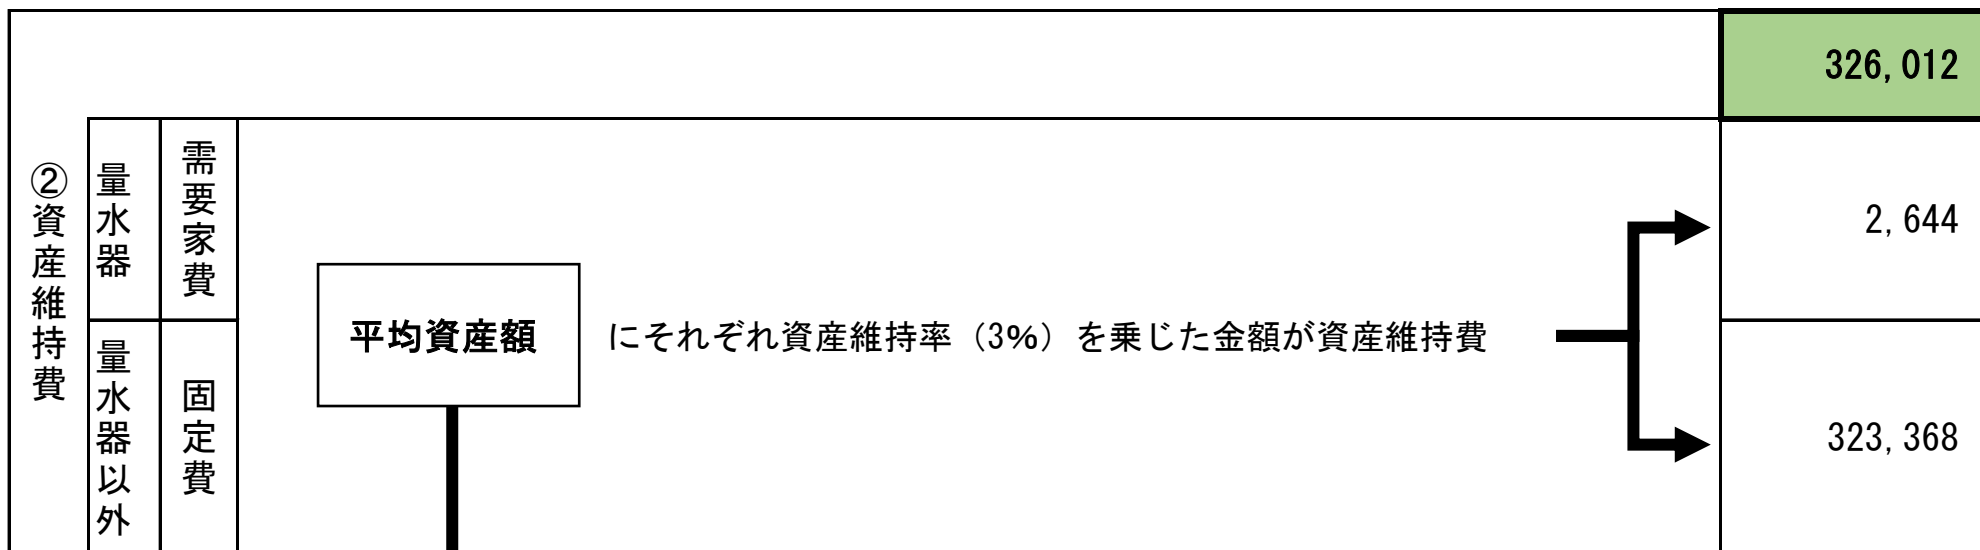 326,012
②資産維持費
量水器
需要家費
2,644
平均資産額
にそれぞれ資産維持率（3%）を乗じた金額が資産維持費
量水器以外
固定費
323,368